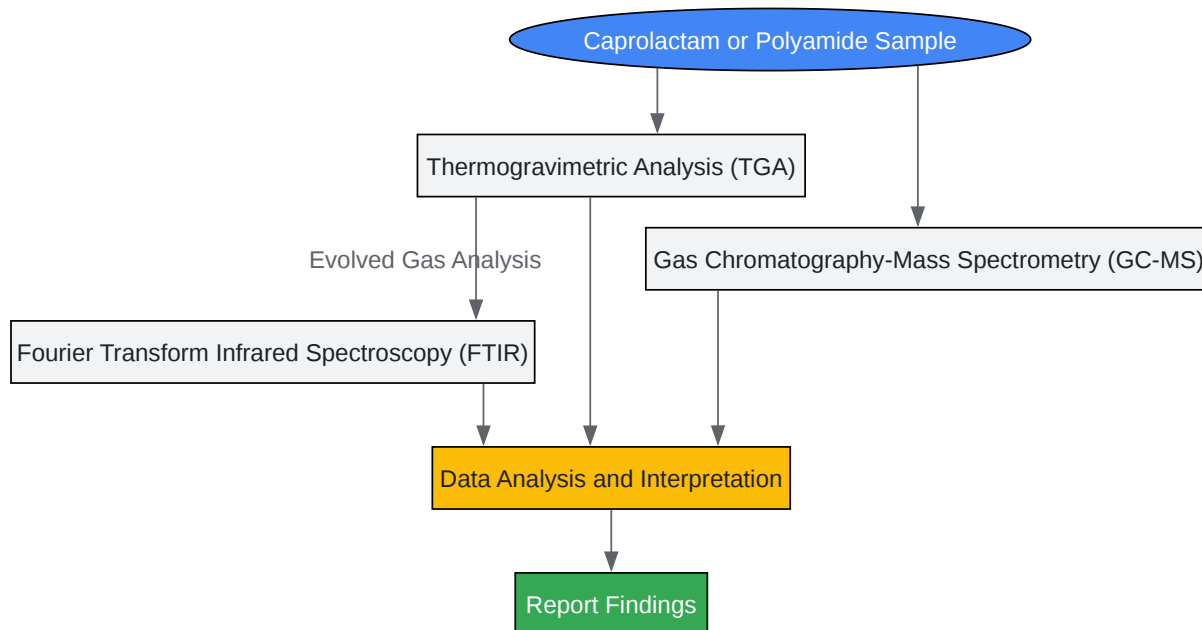 Caprolactam or Polyamide Sample
Thermogravimetric Analysis (TGA)
Evolved Gas Analysis
Gas Chromatography-Mass Spectrometry (GC-MS)
Fourier Transform Infrared Spectroscopy (FTIR)
Data Analysis and Interpretation
Report Findings